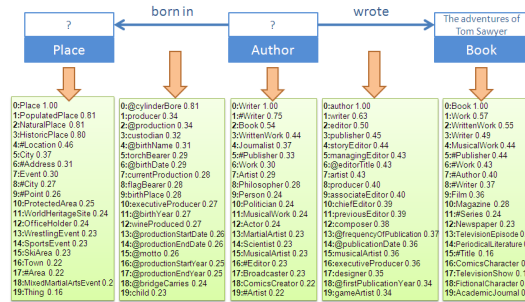 ?
born in
?
wrote
The adventures of
Tom Sawyer
Place
Author
Book
0:Place 1.00
1:PopulatedPlace 0.81
2:NaturalPlace 0.81
3:HistoricPlace 0.80
4:#Location 0.46
5:City 0.37
6:#Address 0.31
7:Event 0.30
8:#City 0.27
9:#Point 0.26
10:ProtectedArea 0.25
11:WorldHeritageSite 0.24
12:OfficeHolder 0.24
13:WrestlingEvent 0.23
14:SportsEvent 0.23
15:SkiArea 0.23
16:Town 0.22
17:#Area 0.22
18:MixedMartialArtsEvent 0.2
19:Thing 0.16
0:@cylinderBore 0.81
1:producer 0.34
2:@production 0.34
3:custodian 0.32
4:@birthName 0.31
5:torchBearer 0.29
6:@birthDate 0.29
7:currentProduction 0.28
8:flagBearer 0.28
9:birthPlace 0.28
10:executiveProducer 0.27
11:@birthYear 0.27
12:wineProduced 0.27
13:@productionStartDate 0.26
14:@productionEndDate 0.26
15:@motto 0.26
16:@productionStartYear 0.25
17:@productionEndYear 0.25
18:@bridgeCarries 0.24
19:child 0.23
0:Writer 1.00
1:#Writer 0.75
2:Book 0.54
3:WrittenWork 0.44
4:Journalist 0.37
5:#Publisher 0.33
6:Work 0.30
7:Artist 0.29
8:Philosopher 0.28
9:Person 0.24
10:Politician 0.24
11:MusicalWork 0.24
12:Actor 0.24
13:MartialArtist 0.23
14:Scientist 0.23
15:MusicalArtist 0.23
16:#Editor 0.23
17:Broadcaster 0.23
18:ComicsCreator 0.22
19:#Artist 0.22
0:author 1.00
1:writer 0.63
2:editor 0.50
3:publisher 0.45
4:storyEditor 0.44
5:managingEditor 0.43
6:@editorTitle 0.43
7:artist 0.43
8:producer 0.40
9:associateEditor 0.40
10:chiefEditor 0.39
11:previousEditor 0.39
12:composer 0.38
13:@frequencyOfPublication 0.37
14:@publicationDate 0.36
15:musicalArtist 0.36
16:executiveProducer 0.36
17:designer 0.35
18:@firstPublicationYear 0.34
19:gameArtist 0.34
0:Book 1.00
1:Work 0.57
2:WrittenWork 0.55
3:Writer 0.49
4:MusicalWork 0.44
5:#Publisher 0.44
6:#Work 0.43
7:#Author 0.42
8:#Writer 0.37
9:Film 0.36
10:Magazine 0.28
11:#Series 0.24
12:Newspaper 0.23
13:TelevisionEpisode 0.
14:PeriodicalLiterature
15:#Title 0.16
16:ComicsCharacter 0.
17:TelevisionShow 0.1
18:FictionalCharacter
19:AcademicJournal 0.